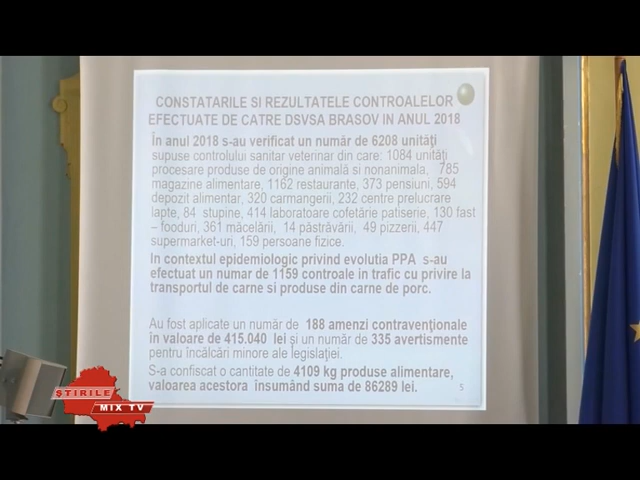 CONSTATARILE SI REZULTATELE CONTROALELOR
EFECTUATE DE CATRE DSVSA BRASOV IN ANUL 2018
În anul 2018 s-au verificat un număr de 6208 unităţi
supuse controlului sanitar veterinar din care: 1084 unităţi
procesare produse de origine animală si nonanimala, 785
magazine alimentare, 1162 restaurante, 373 pensiuni, 594
depozit alimentar, 320 carmangerii, 232 centre prelucrare
lapte, 84 stupine, 414 laboratoare cofetărie patiserie, 130 fast
– fooduri, 361 măcelării, 14 păstrăvării, 49 pizzerii, 447
supermarket-uri, 159 persoane fizice.
In contextul epidemiologic privind evolutia PPA s-au
efectuat un numar de 1159 controale in trafic cu privire la
transportul de carne si produse din carne de porc.
Au fost aplicate un număr de 188 amenzi contravenţionale
în valoare de 415.040 lei și un număr de 335 avertismente
pentru încălcări minore ale legislaţiei.
S-a confiscat o cantitate de 4109 kg produse alimentare,
valoarea acestora însumând suma de 86289 lei.
5
ŞTIRILE
MIX TV